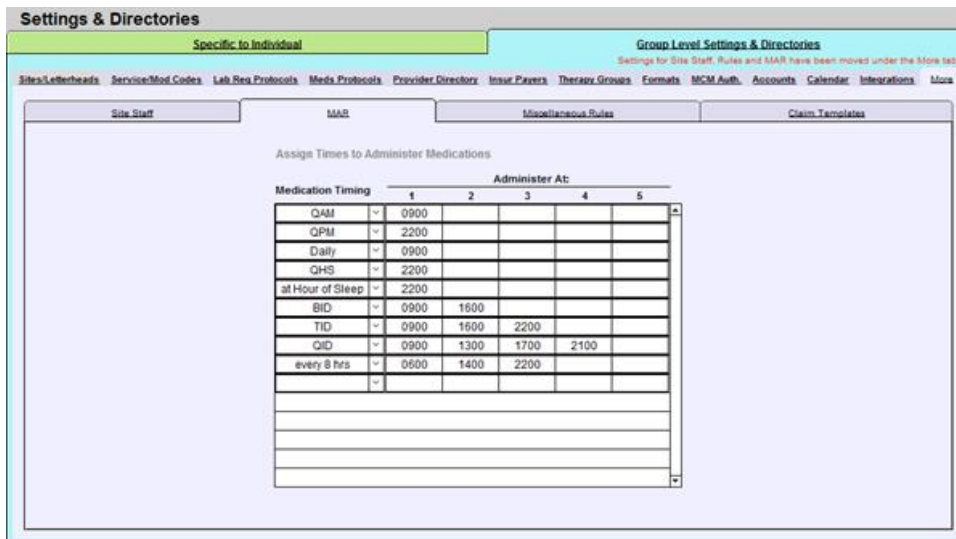 Settings & Directories
Specific to Individual Group Level Settings & Directories
Settings for Site Staff, Rules and MAR have been moved under the More tab
Sites/Letterheads Service/Mod Codes Lab Req Protocols Meds Protocols Provider Directory Insur Payers Therapy Groups Formats MCM Auth. Accounts Calendar Integrations More
Site Staff MAR Miscellaneous Rules Claim Templates
Assign Times to Administer Medications
Administer At:
Medication Timing 1 2 3 4 5
QAM 0900
QPM 2200
Daily 0900
QHS 2200
at Hour of Sleep 2200
BID 0900 1600
TID 0900 1600 2200
QID 0900 1300 1700 2100
every 8 hrs 0600 1400 2200